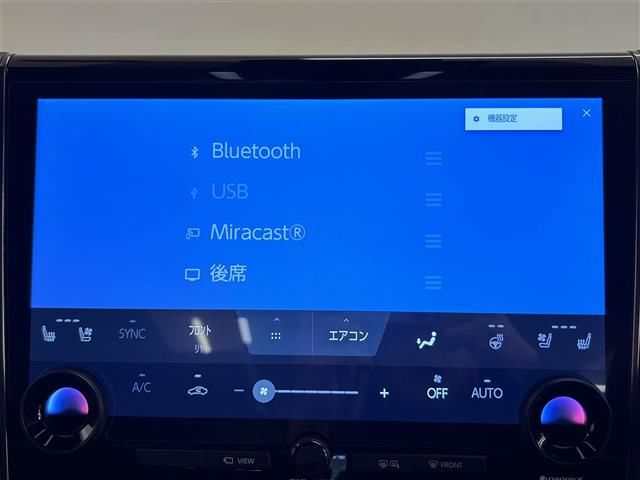 機器設定
Bluetooth
USB
Miracast®
後席
SYNC
フロント
エアコン
A/C
OFF
AUTO
VIEW
FRONT